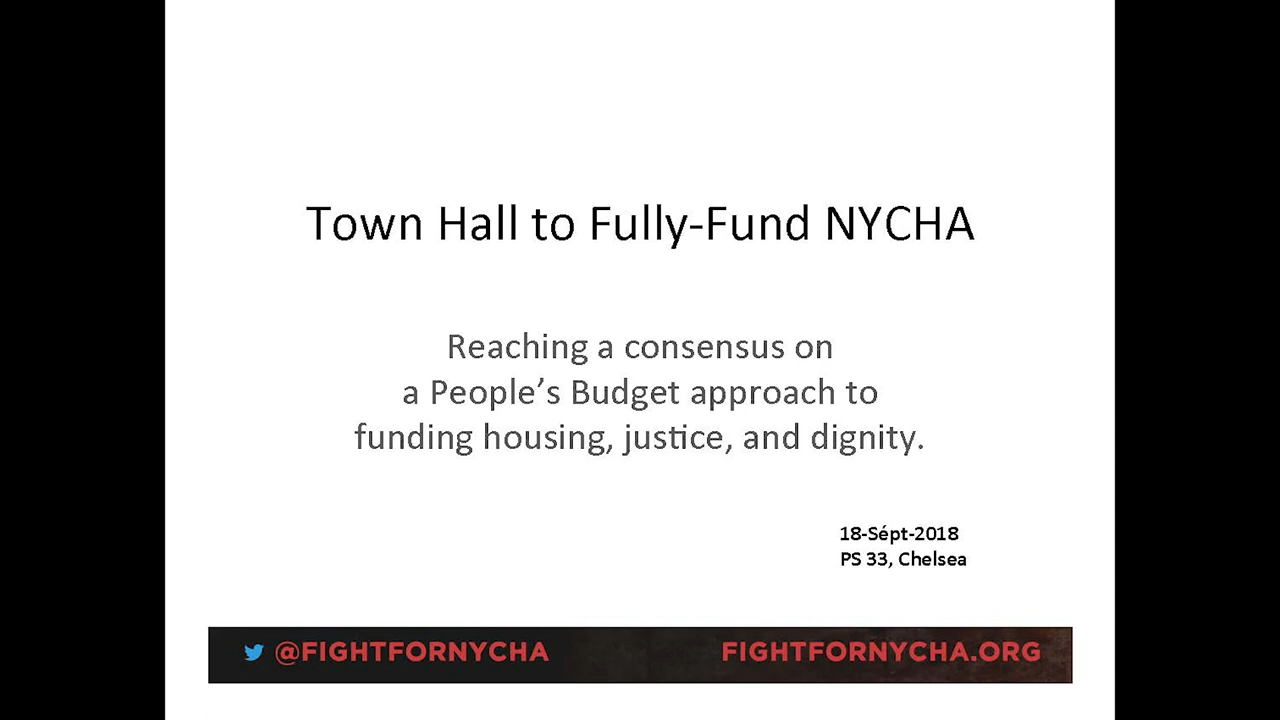 Town Hall to Fully-Fund NYCHA
Reaching a consensus on
a People’s Budget approach to
funding housing, justice, and dignity.
18-Sépt-2018
PS 33, Chelsea
@FIGHTFORNYCHA
FIGHTFORNYCHA.ORG